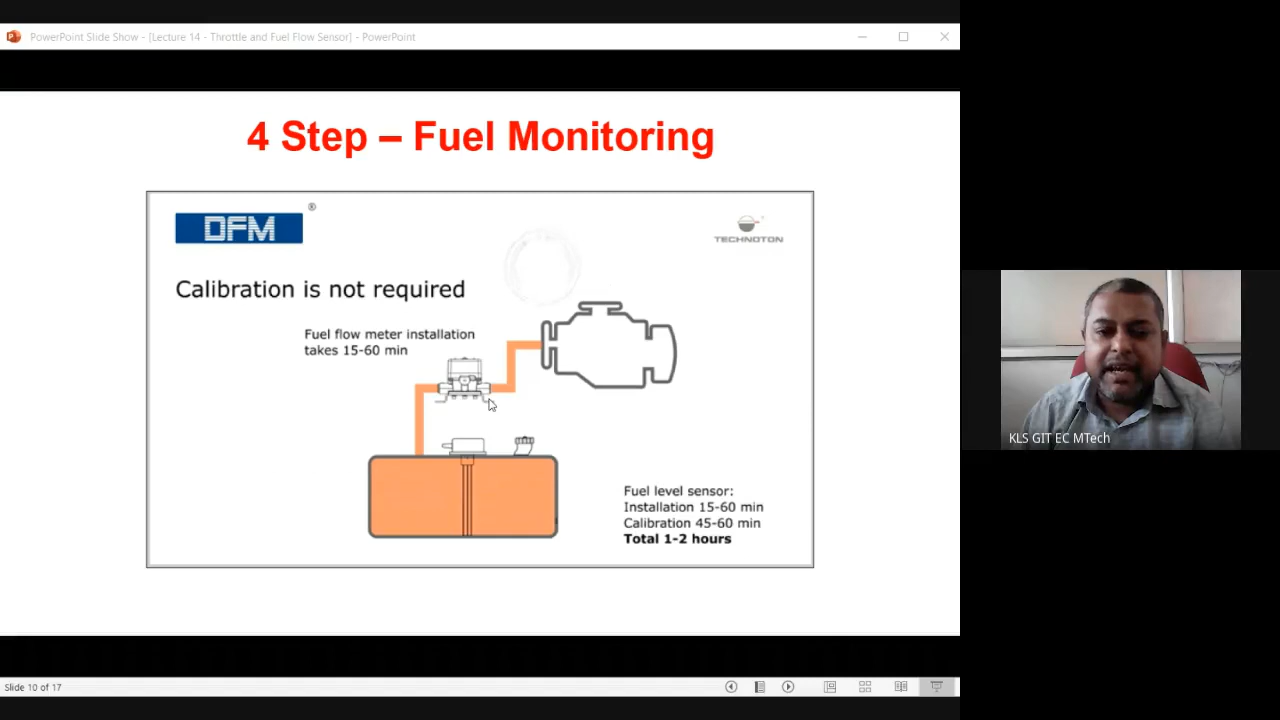 PowerPoint Slide Show - [Lecture 14 - Throttle and Fuel Flow Sensor] - PowerPoint
4 Step – Fuel Monitoring
DFM
®
TECHNOTON
Calibration is not required
Fuel flow meter installation
takes 15-60 min
Fuel level sensor:
Installation 15-60 min
Calibration 45-60 min
Total 1-2 hours
KLS GIT EC MTech
Slide 10 of 17